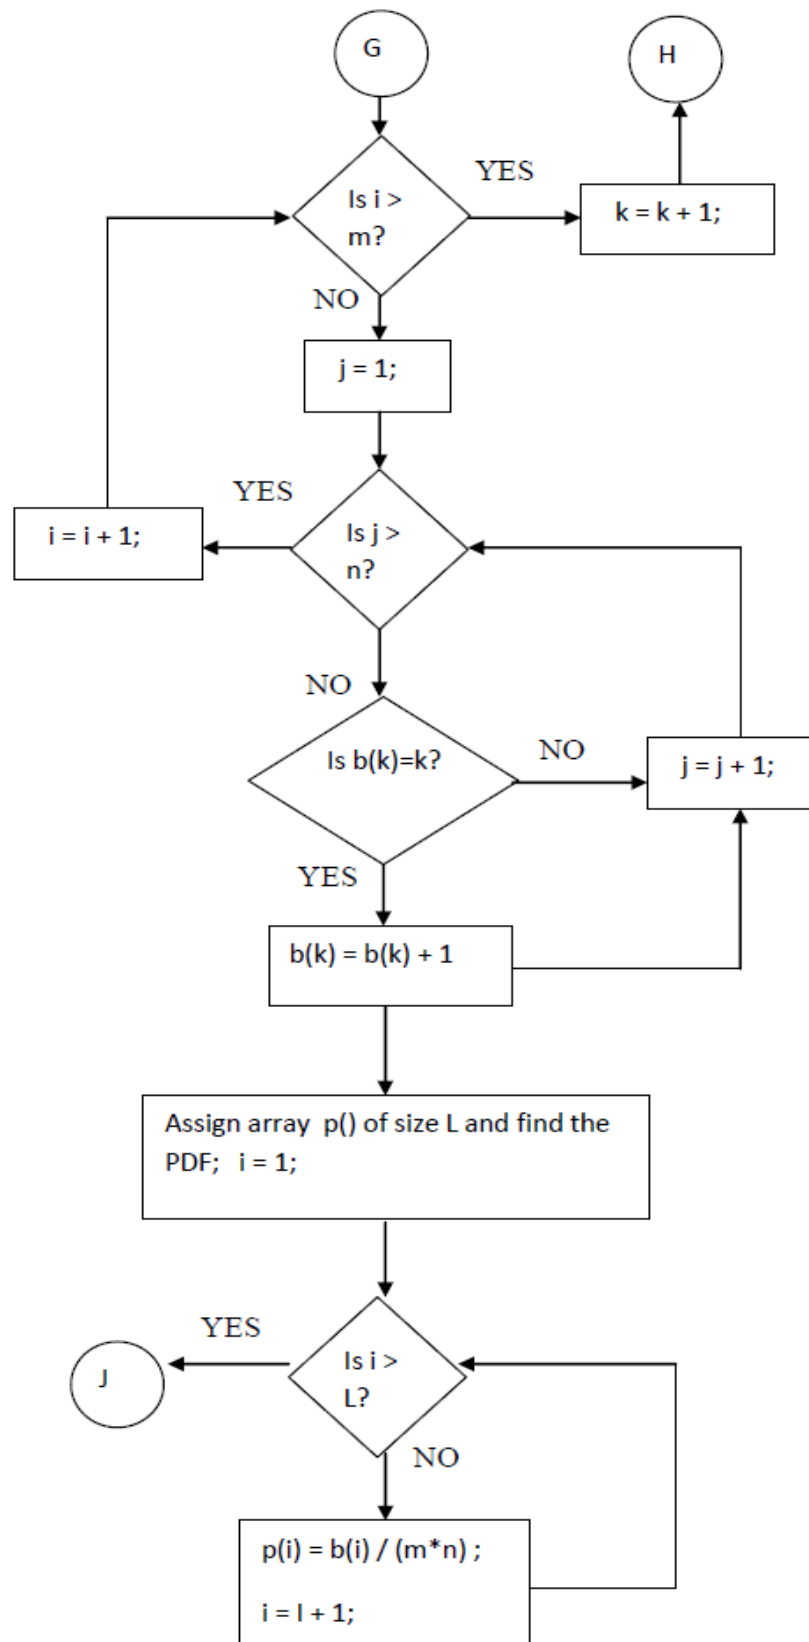 G
H
Is i >
m?
YES
k = k + 1;
NO
j = 1;
YES
i = i + 1;
Is j >
n?
NO
Is b(k)=k?
NO
j = j + 1;
YES
b(k) = b(k) + 1
Assign array p() of size L and find the
PDF; i = 1;
YES
J
Is i >
L?
NO
p(i) = b(i) / (m*n) ;
i = I + 1;